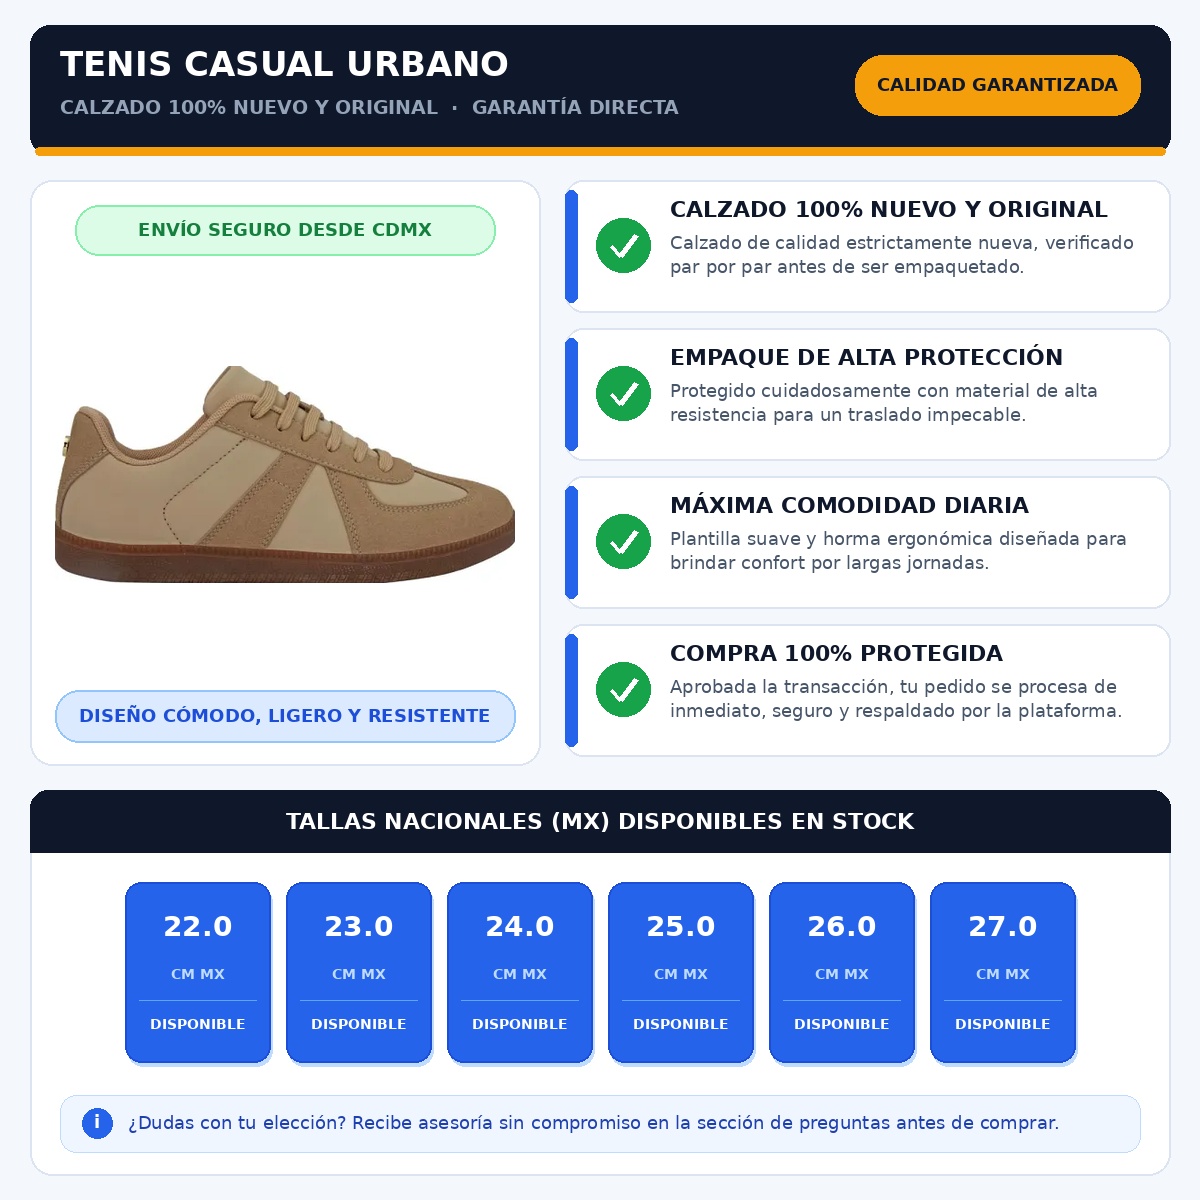 TENIS CASUAL URBANO
CALZADO 100% NUEVO Y ORIGINAL · GARANTÍA DIRECTA
CALIDAD GARANTIZADA
ENVÍO SEGURO DESDE CDMX
DISEÑO CÓMODO, LIGERO Y RESISTENTE
CALZADO 100% NUEVO Y ORIGINAL
Calzado de calidad estrictamente nueva, verificado
par por par antes de ser empaquetado.
EMPAQUE DE ALTA PROTECCIÓN
Protegido cuidadosamente con material de alta
resistencia para un traslado impecable.
MÁXIMA COMODIDAD DIARIA
Plantilla suave y horma ergonómica diseñada para
brindar confort por largas jornadas.
COMPRA 100% PROTEGIDA
Aprobada la transacción, tu pedido se procesa de
inmediato, seguro y respaldado por la plataforma.
TALLAS NACIONALES (MX) DISPONIBLES EN STOCK
22.0
CM MX
DISPONIBLE
23.0
CM MX
DISPONIBLE
24.0
CM MX
DISPONIBLE
25.0
CM MX
DISPONIBLE
26.0
CM MX
DISPONIBLE
27.0
CM MX
DISPONIBLE
i ¿Dudas con tu elección? Recibe asesoría sin compromiso en la sección de preguntas antes de comprar.